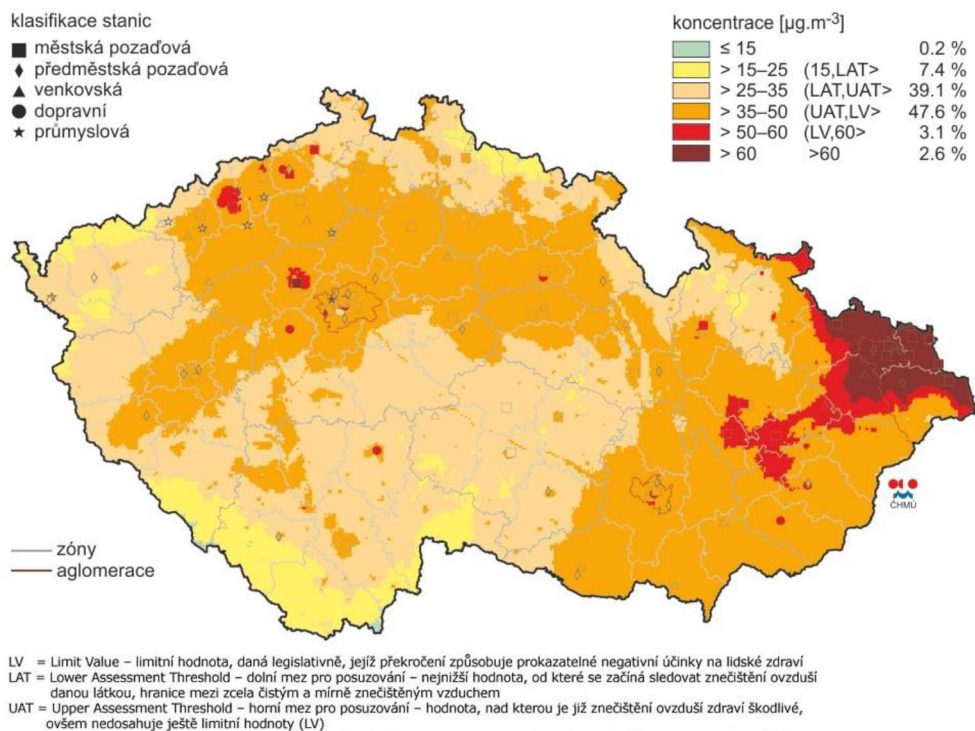 klasifikace stanic
městská pozaďová
předměstská pozaďová
venkovská
dopravní
průmyslová
koncentrace [µg.m⁻³]
≤ 15 0.2 %
> 15–25 (15,LAT> 7.4 %
> 25–35 (LAT,UAT> 39.1 %
> 35–50 (UAT,LV> 47.6 %
> 50–60 (LV,60> 3.1 %
> 60 >60 2.6 %
ČHMÚ
zóny
aglomerace
LV = Limit Value – limitní hodnota, daná legislativně, jejíž překročení způsobuje prokazatelné negativní účinky na lidské zdraví
LAT = Lower Assessment Threshold – dolní mez pro posuzování – nejnižší hodnota, od které se začíná sledovat znečištění ovzduší
danou látkou, hranice mezi zcela čistým a mírně znečištěným vzduchem
UAT = Upper Assessment Threshold – horní mez pro posuzování – hodnota, nad kterou je již znečištění ovzduší zdraví škodlivé,
ovšem nedosahuje ještě limitní hodnoty (LV)